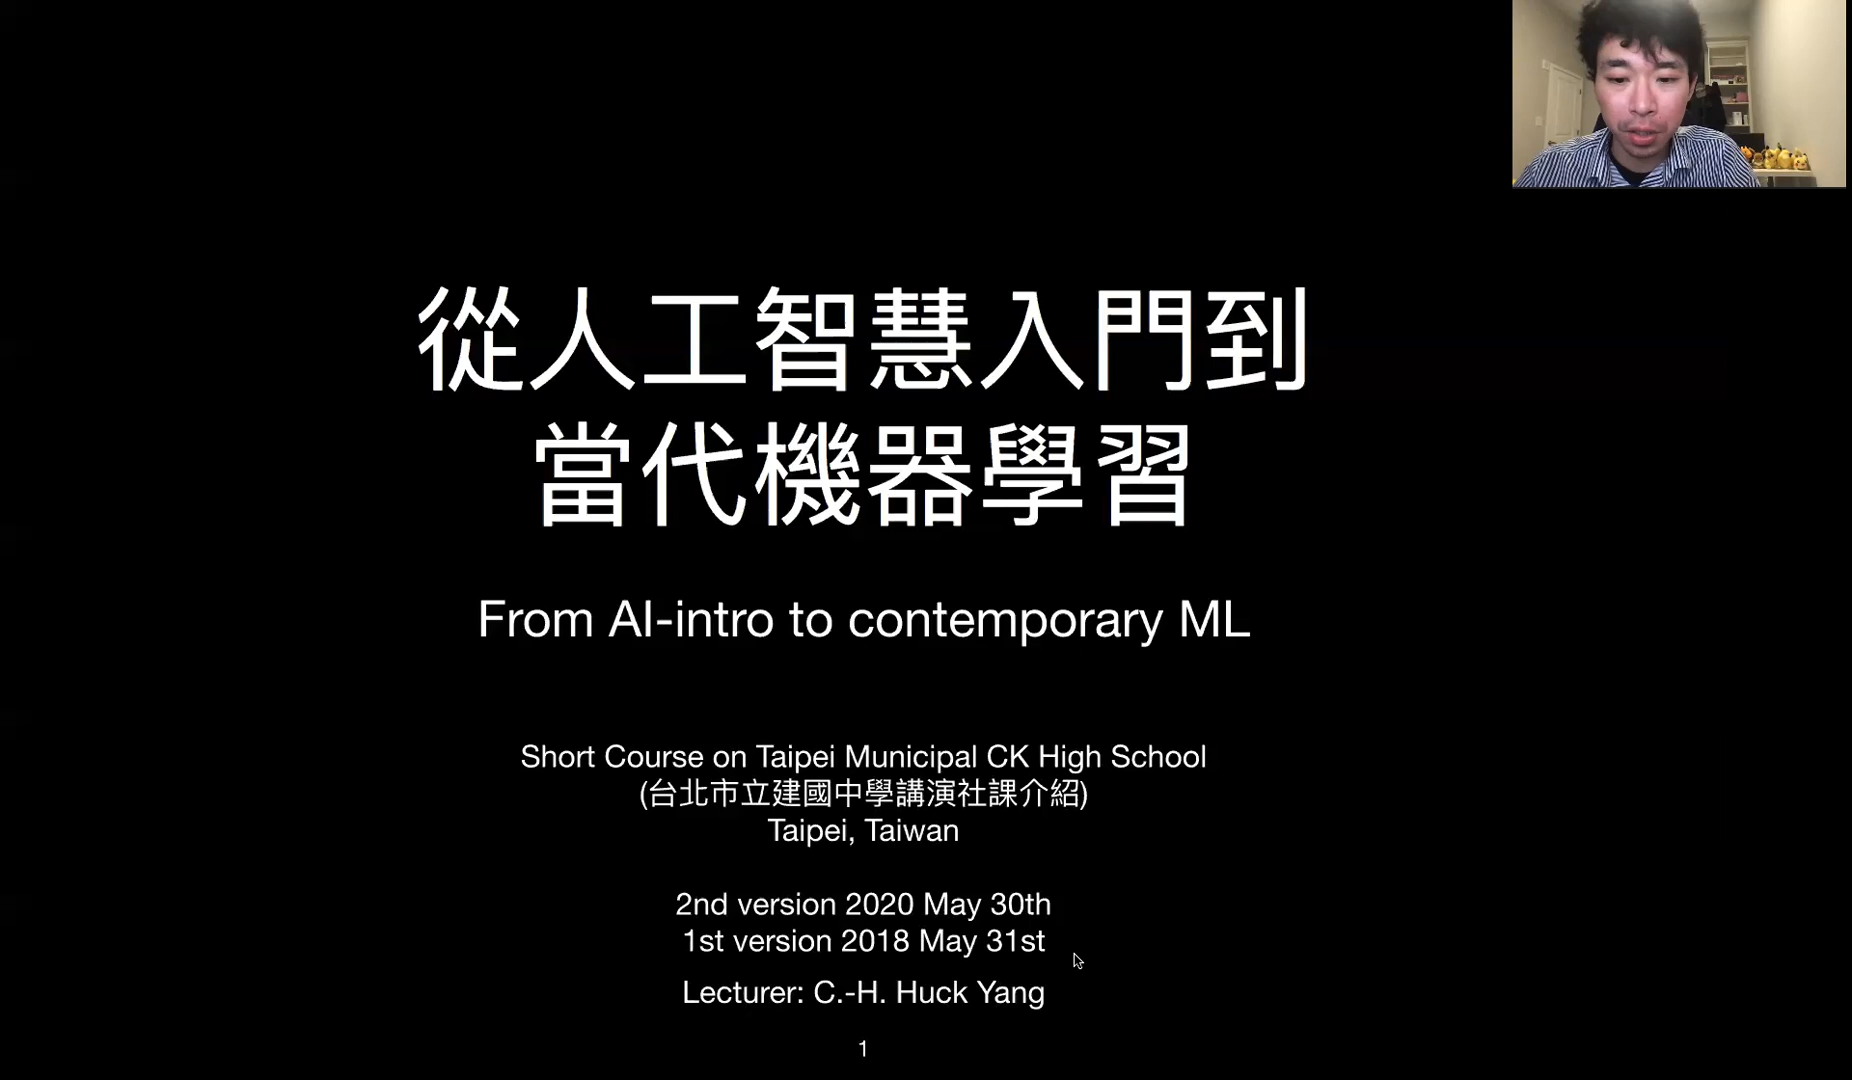 從人工智慧入門到
當代機器學習
From AI-intro to contemporary ML
Short Course on Taipei Municipal CK High School
(台北市立建國中學講演社課介紹)
Taipei, Taiwan
2nd version 2020 May 30th
1st version 2018 May 31st
Lecturer: C.-H. Huck Yang
1